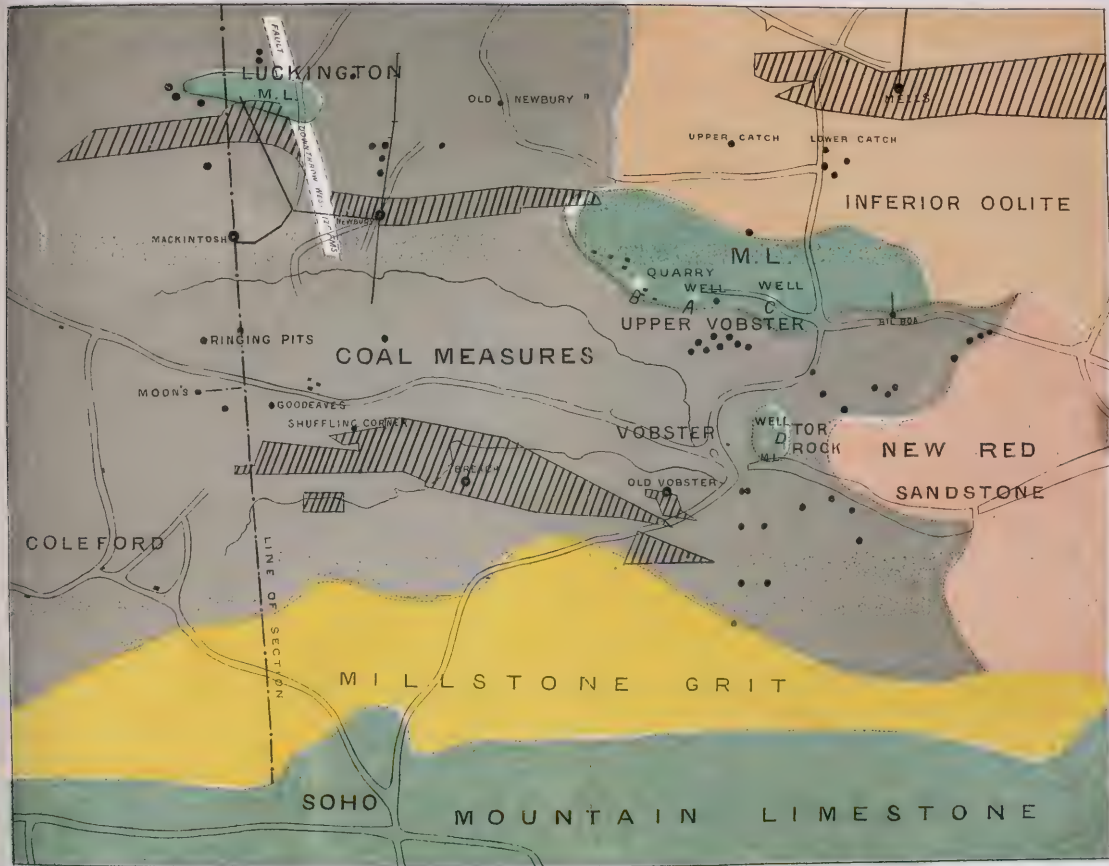 FAULT
LUCKINGTON
M.L.
OLD NEWBURY
MELLS
UPPER CATCH
LOWER CATCH
INFERIOR OOLITE
NEWBURY
MACKINTOSH
M.L.
QUARRY
WELL
WELL
B
A
C
UPPER VOBSTER
BILBOA
RINGING PITS
COAL MEASURES
MOON'S
GOODEAVES
SHUFFLING CORNER
VOBSTER
WELL
D
M.L.
TOR
ROCK
NEW RED
SANDSTONE
BREACH
OLD VOBSTER
COLEFORD
LINE OF SECTION
MILLSTONE GRIT
SOHO
MOUNTAIN LIMESTONE